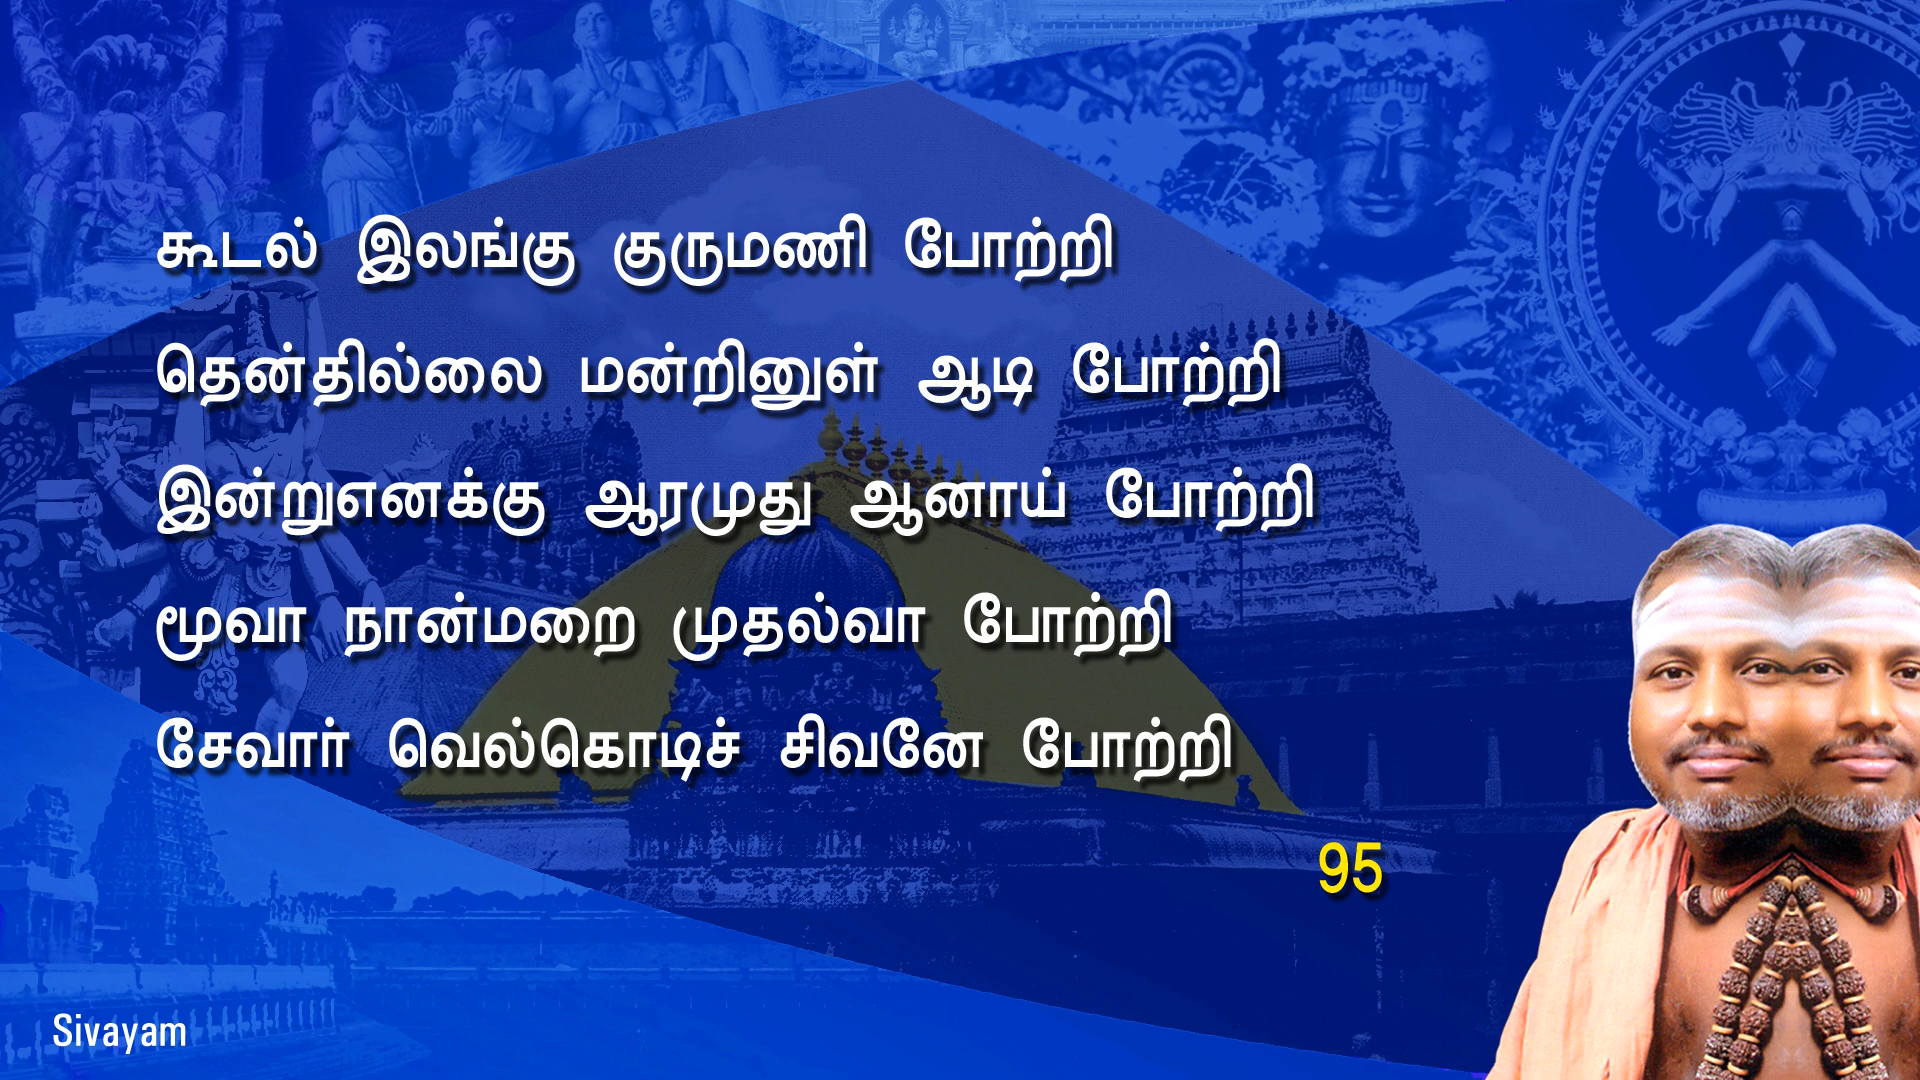 கூடல் இலங்கு குருமணி போற்றி
தென்தில்லை மன்றினுள் ஆடி போற்றி
இன்றுஎனக்கு ஆரமுது ஆனாய் போற்றி
மூவா நான்மறை முதல்வா போற்றி
சேவார் வெல்கொடிச் சிவனே போற்றி
95
Sivayam